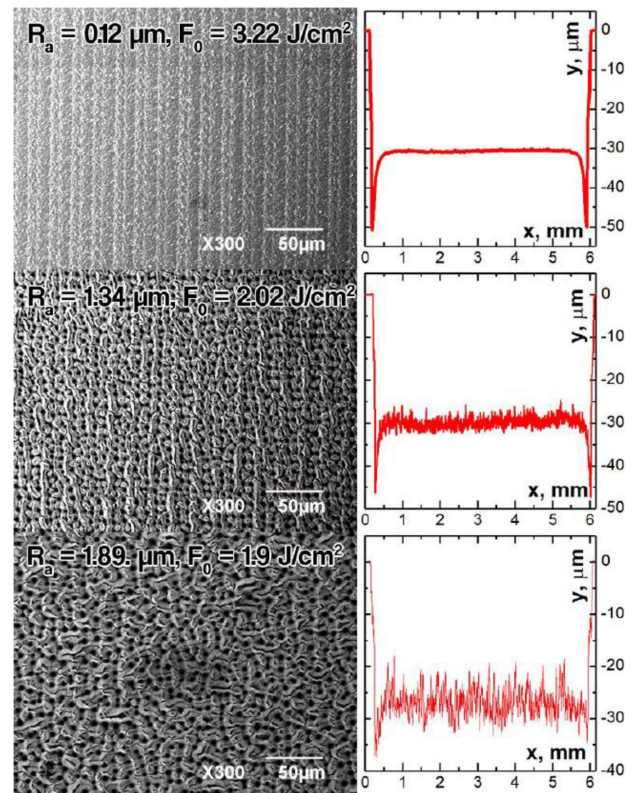 Ra = 0.12 µm, F0 = 3.22 J/cm²
X300 50µm
y, µm
0
-10
-20
-30
-40
-50
x, mm
0 1 2 3 4 5 6
Ra = 1.34 µm, F0 = 2.02 J/cm²
X300 50µm
y, µm
0
-10
-20
-30
-40
-50
x, mm
0 1 2 3 4 5 6
Ra = 1.89. µm, F0 = 1.9 J/cm²
X300 50µm
y, µm
0
-10
-20
-30
-40
x, mm
0 1 2 3 4 5 6